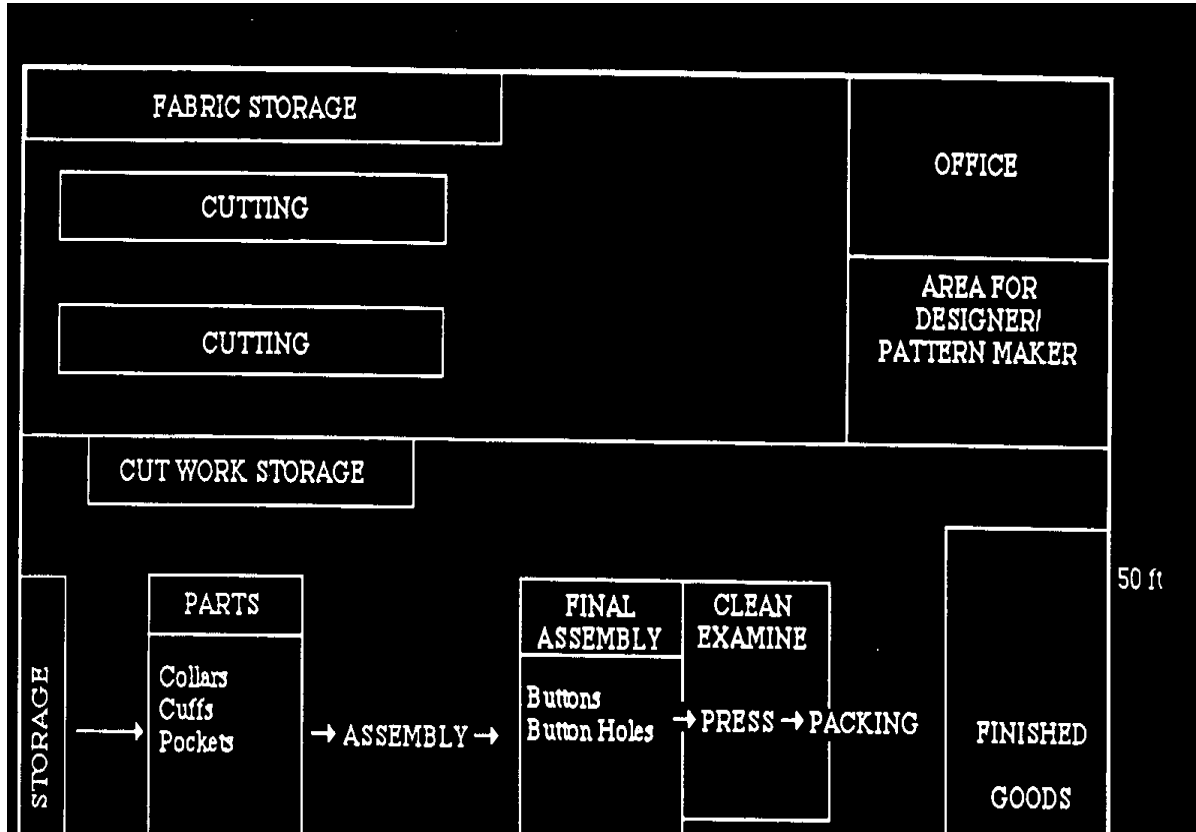 FABRIC STORAGE
OFFICE
CUTTING
AREA FOR
DESIGNER/
PATTERN MAKER
CUTTING
CUT WORK STORAGE
50 ft
STORAGE
PARTS
Collars
Cuffs
Pockets
ASSEMBLY
FINAL
ASSEMBLY
Buttons
Button Holes
CLEAN
EXAMINE
PRESS
PACKING
FINISHED
GOODS